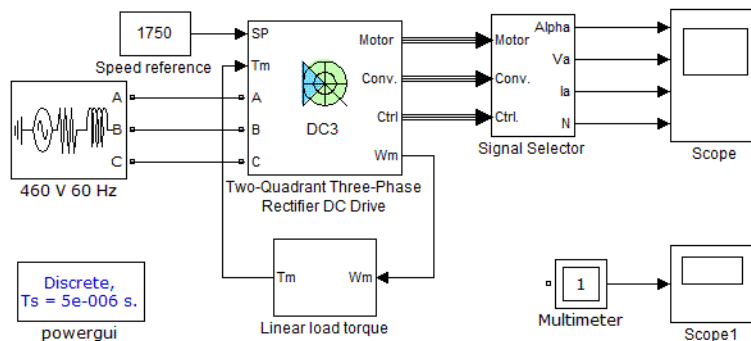 1750
Speed reference
SP
Tm
A
B
C
Motor
Conv.
Ctrl
Wm
DC3
Two-Quadrant Three-Phase
Rectifier DC Drive
A
B
C
460 V 60 Hz
Motor
Conv.
Ctrl.
Alpha
Va
Ia
N
Signal Selector
Scope
Tm
Wm
Linear load torque
Discrete,
Ts = 5e-006 s.
powergui
1
Multimeter
Scope1